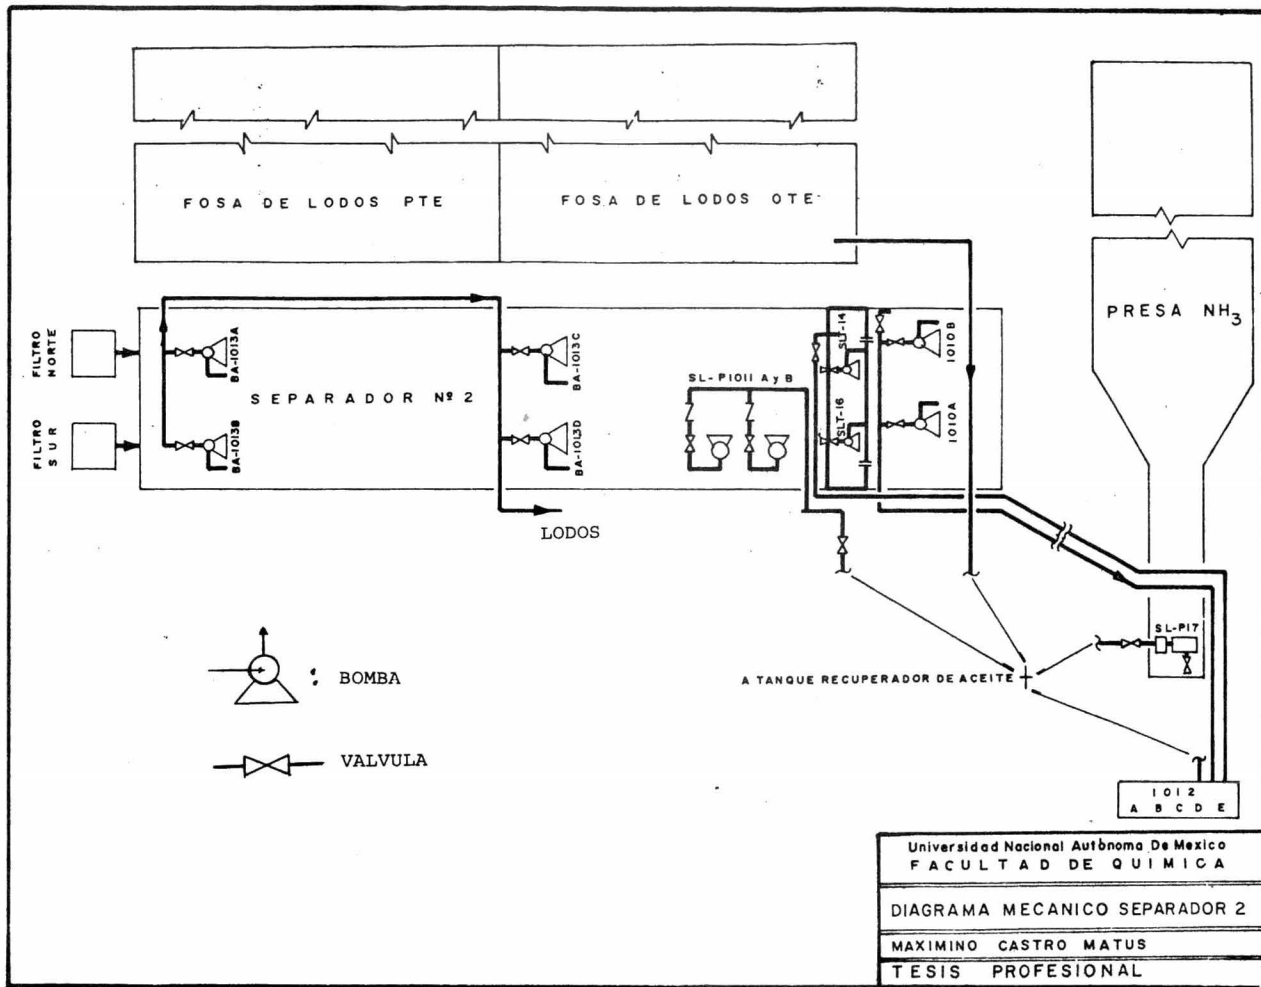 FOSA DE LODOS PTE
FOSA DE LODOS OTE
PRESA NH3
FILTRO NORTE
FILTRO SUR
BA-1013A
BA-1013B
SEPARADOR Nº 2
BA-1013C
BA-1013D
SL-P1011 A y B
SLT-14
SLT-16
1010B
1010A
LODOS
SL-P17
A TANQUE RECUPERADOR DE ACEITE
: BOMBA
VALVULA
1012
A B C D E
Universidad Nacional Autónoma De Mexico
FACULTAD DE QUIMICA
DIAGRAMA MECANICO SEPARADOR 2
MAXIMINO CASTRO MATUS
TESIS PROFESIONAL